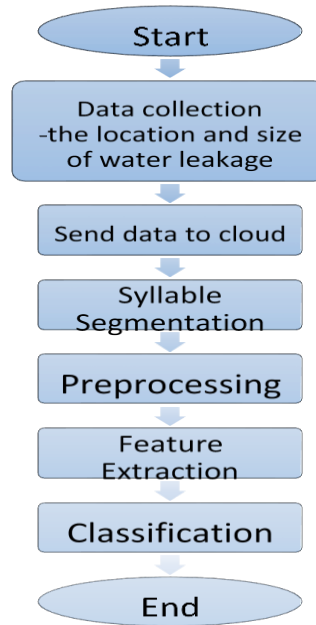 Start
Data collection
-the location and size
of water leakage
Send data to cloud
Syllable
Segmentation
Preprocessing
Feature
Extraction
Classification
End